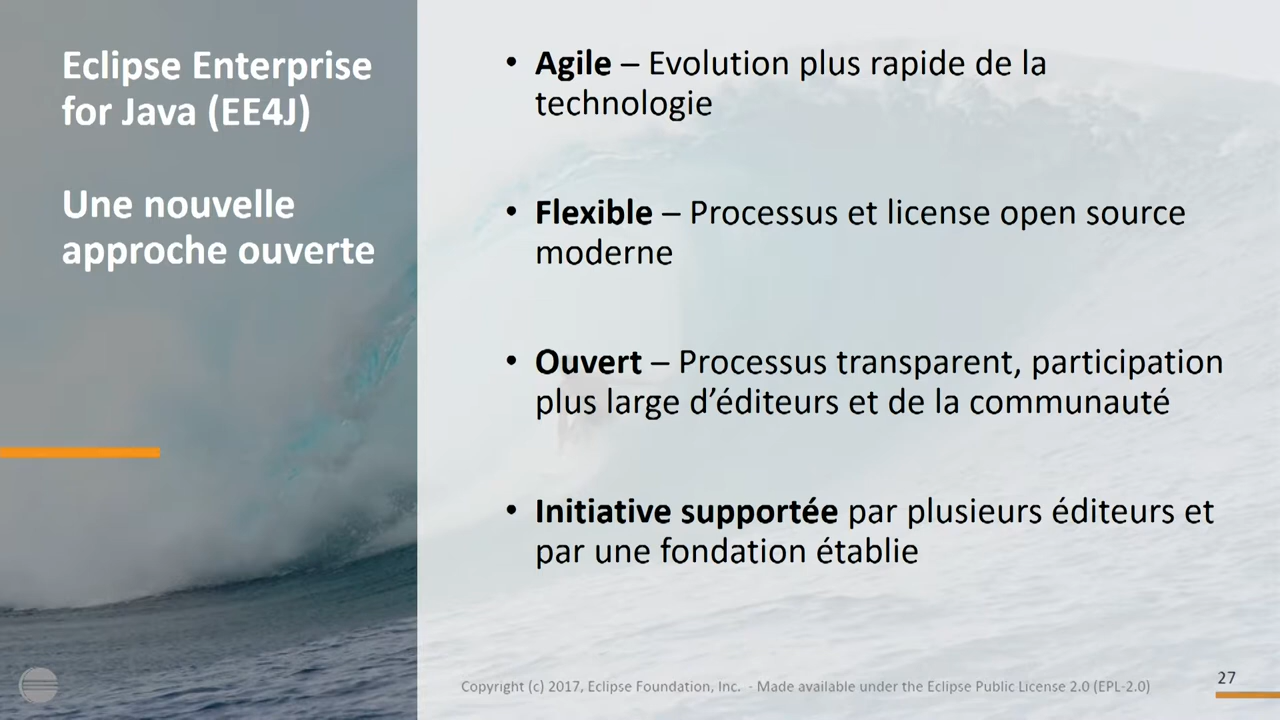 Eclipse Enterprise
for Java (EE4J)
Une nouvelle
approche ouverte
• Agile – Evolution plus rapide de la
technologie
• Flexible – Processus et license open source
moderne
• Ouvert – Processus transparent, participation
plus large d’éditeurs et de la communauté
• Initiative supportée par plusieurs éditeurs et
par une fondation établie
Copyright (c) 2017, Eclipse Foundation, Inc. - Made available under the Eclipse Public License 2.0 (EPL-2.0)
27